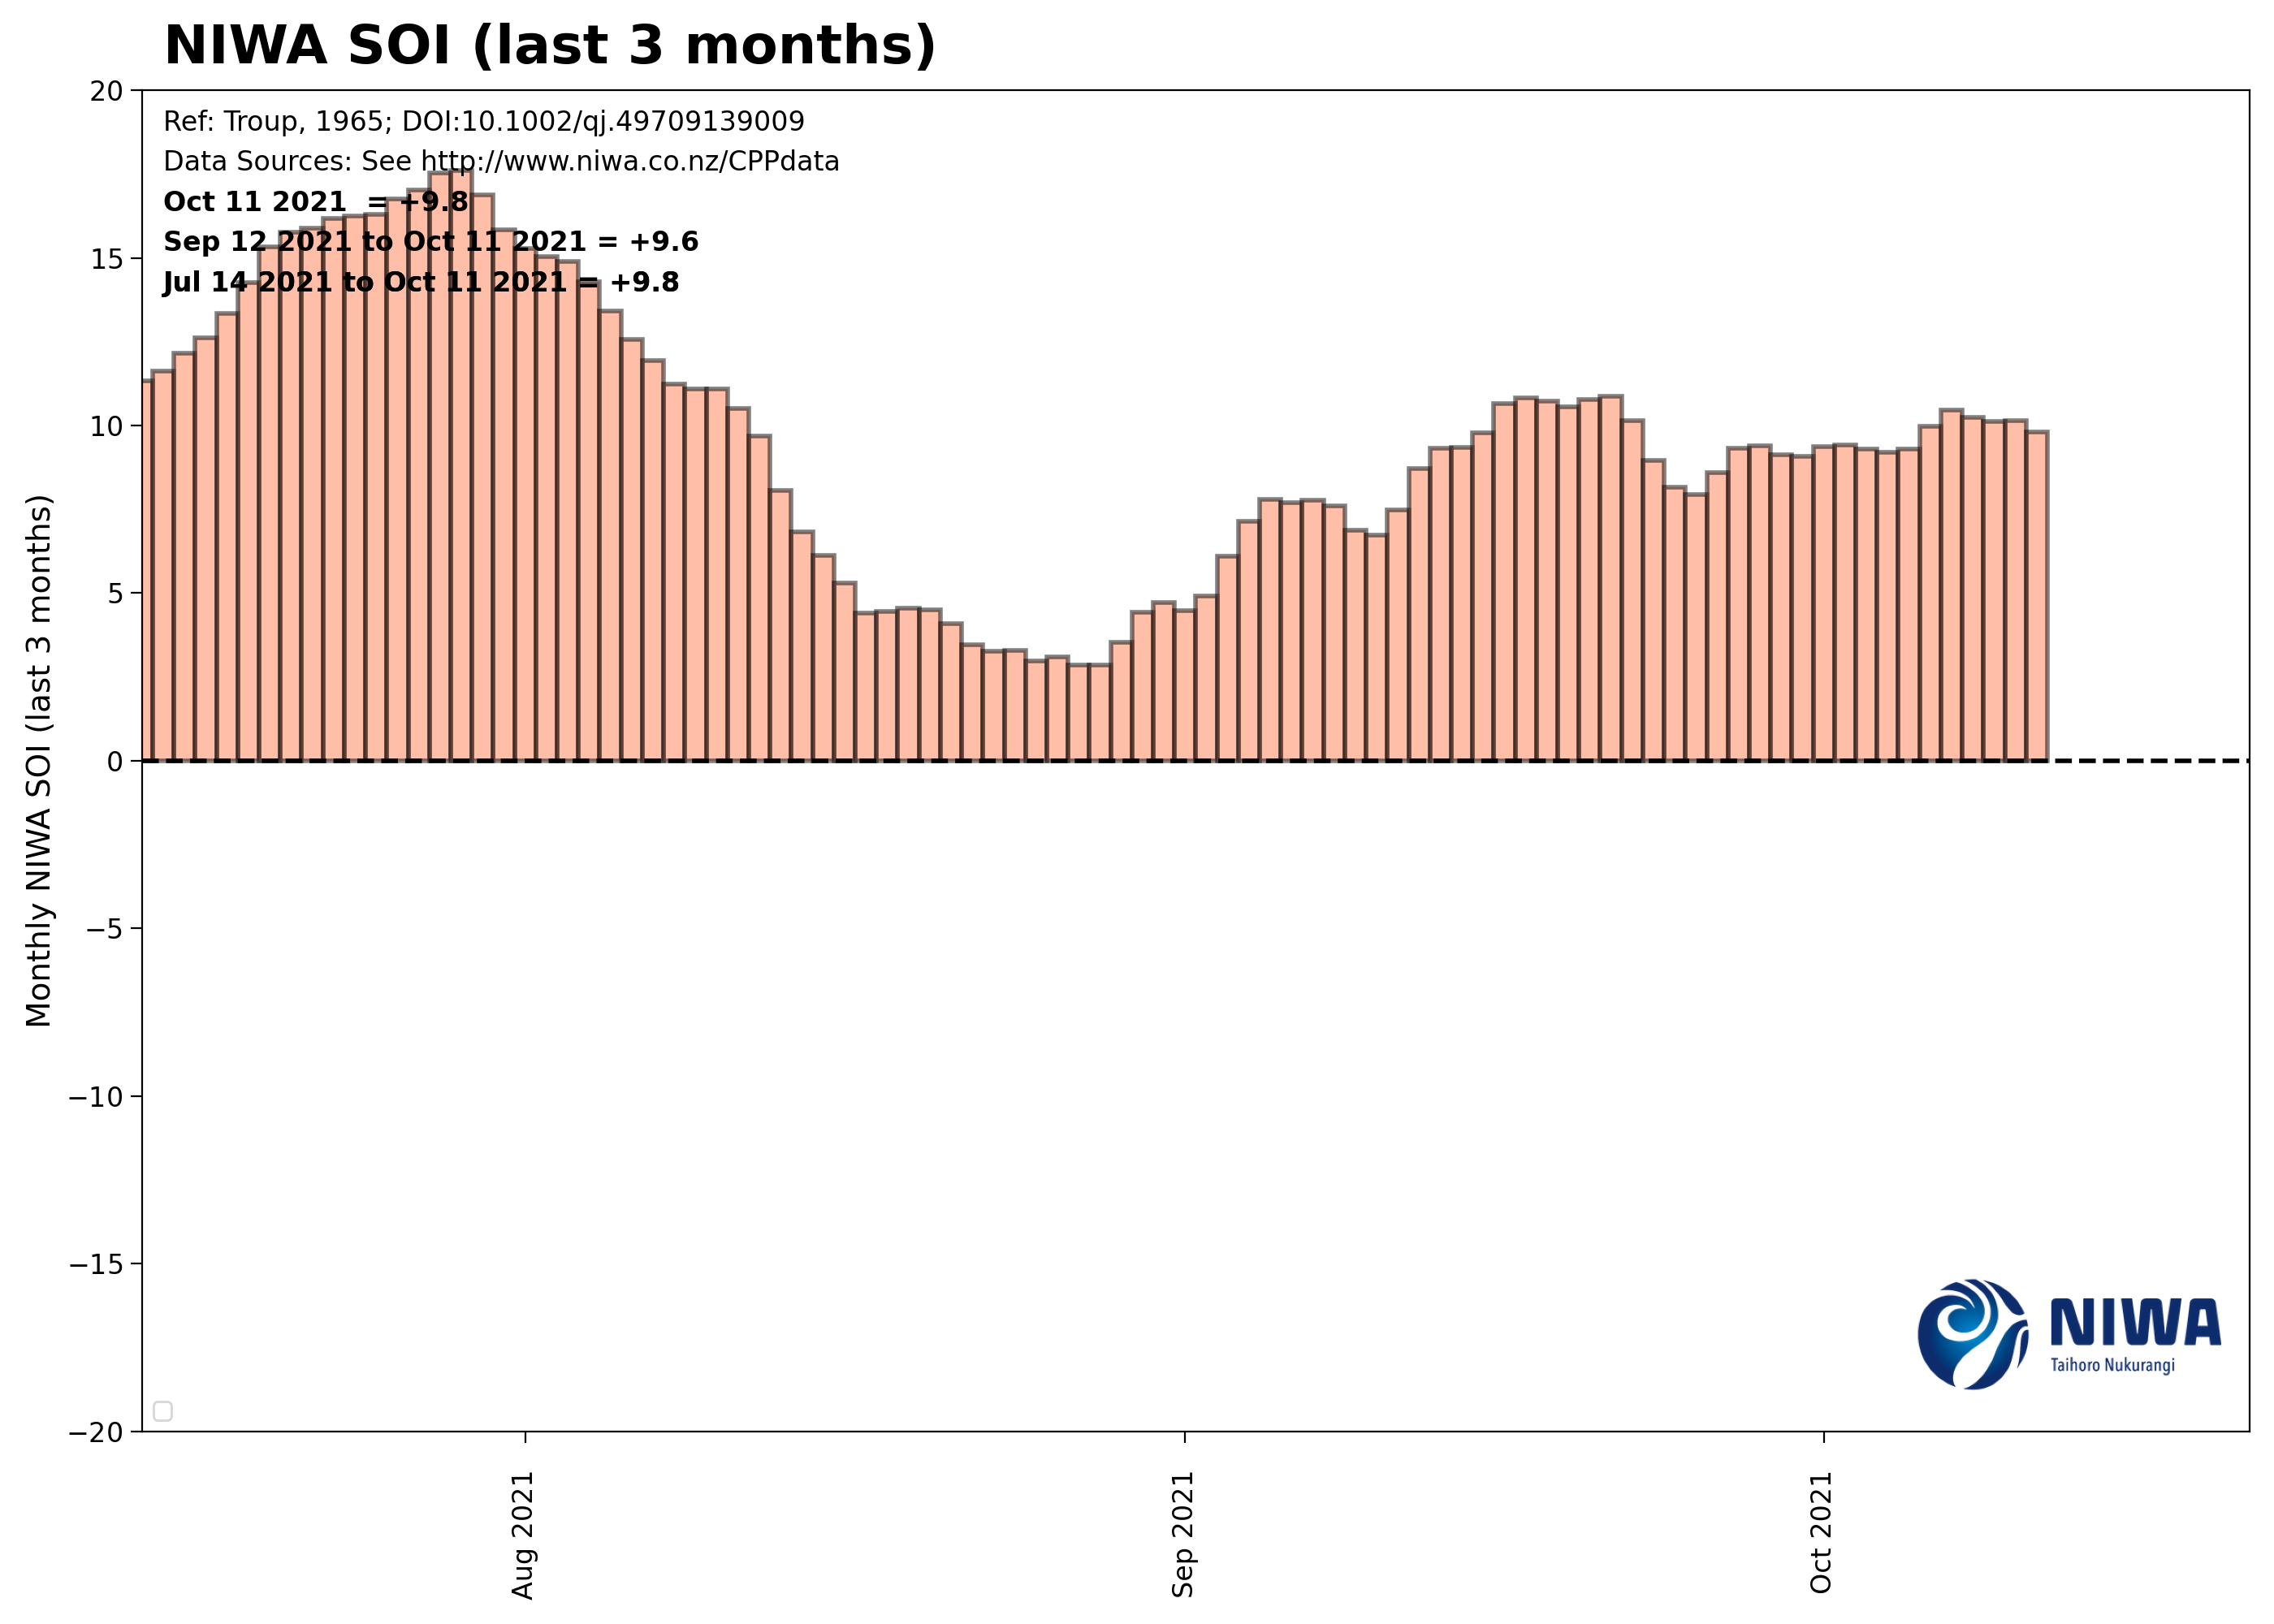 NIWA SOI (last 3 months)
Ref: Troup, 1965; DOI:10.1002/qj.49709139009
Data Sources: See http://www.niwa.co.nz/CPPdata
Oct 11 2021  = +9.8
Sep 12 2021 to Oct 11 2021 = +9.6
Jul 14 2021 to Oct 11 2021 = +9.8
Monthly NIWA SOI (last 3 months)
20
15
10
5
0
−5
−10
−15
−20
NIWA
Taihoro Nukurangi
Aug 2021
Sep 2021
Oct 2021